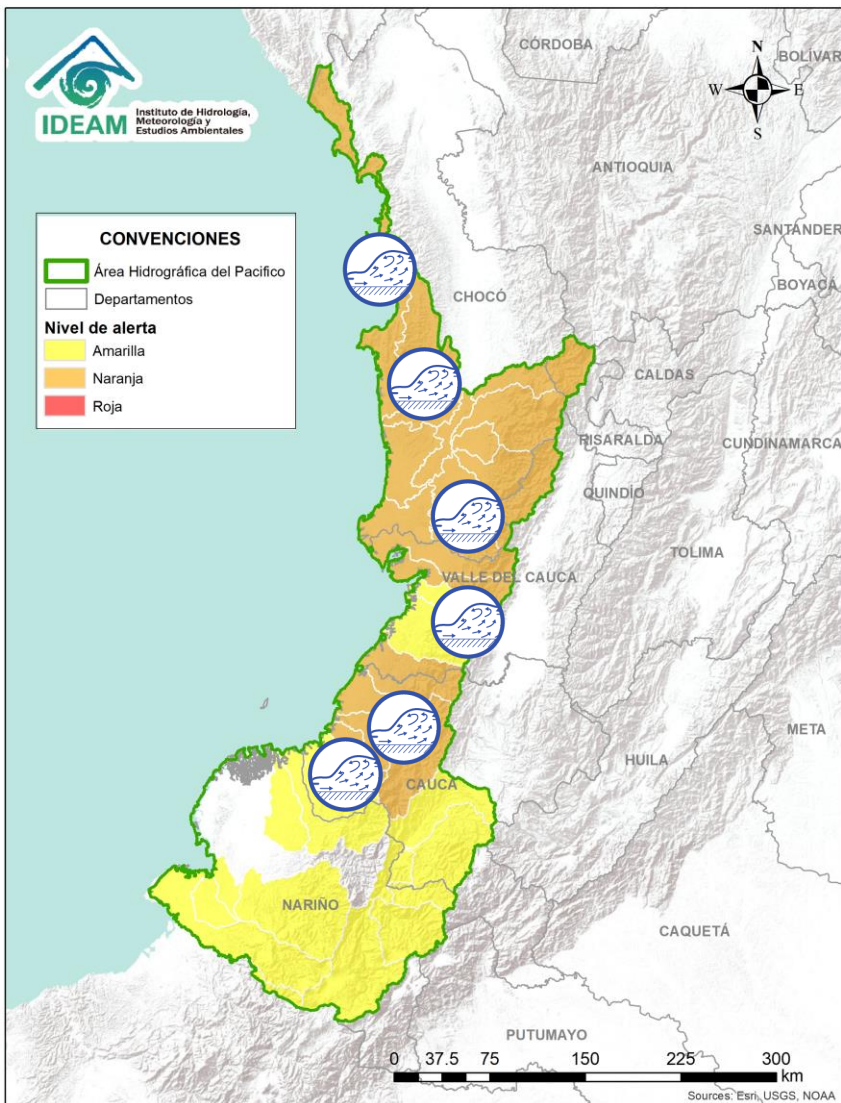 IDEAM
Instituto de Hidrología,
Meteorología y
Estudios Ambientales
CÓRDOBA
BOLÍVAR
N
W
E
S
ANTIOQUIA
SANTANDER
CONVENCIONES
Área Hidrográfica del Pacifico
Departamentos
Nivel de alerta
Amarilla
Naranja
Roja
CHOCÓ
BOYACÁ
CALDAS
RISARALDA
CUNDINAMARCA
QUINDÍO
TOLIMA
VALLE DEL CAUCA
META
HUILA
CAUCA
NARIÑO
CAQUETÁ
PUTUMAYO
0 37.5 75 150 225 300
km
Sources: Esri, USGS, NOAA